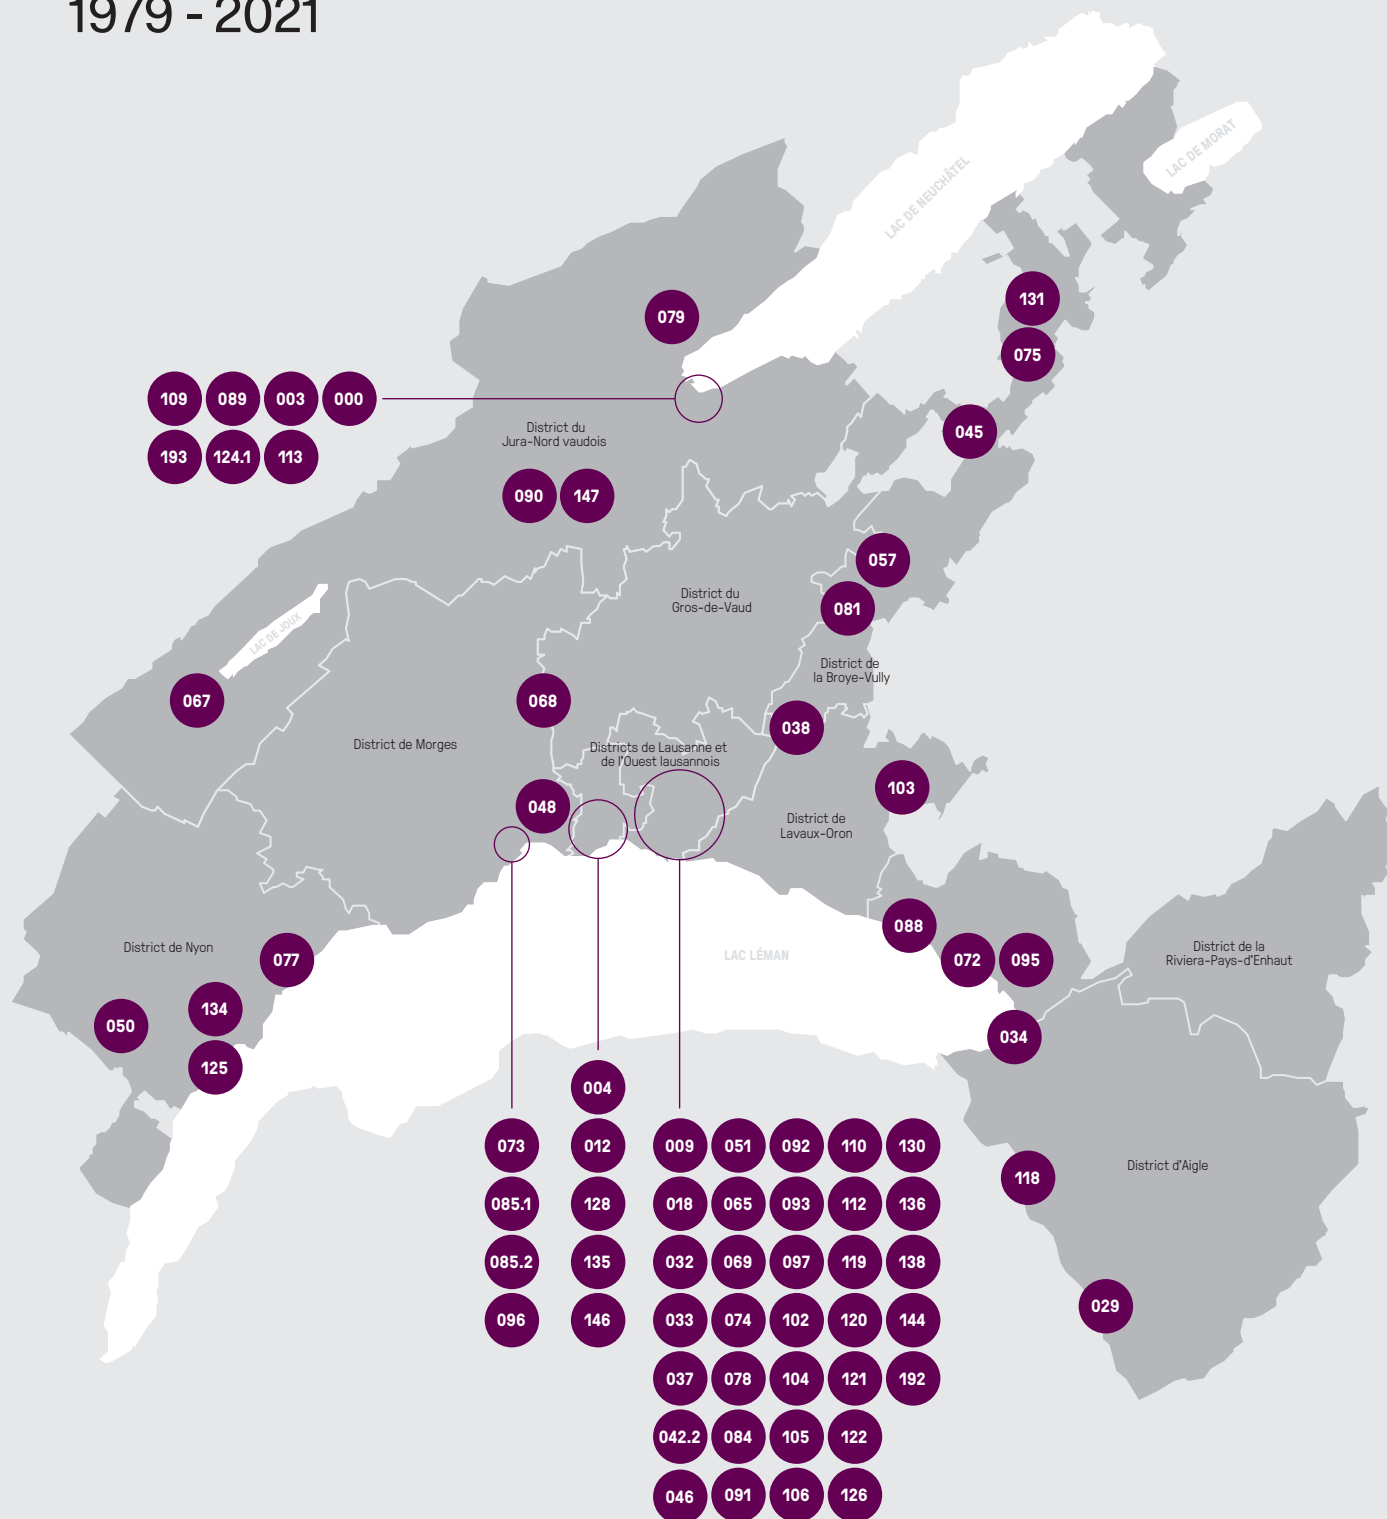 1979 - 2021
LAC DE MORAT
LAC DE NEUCHÂTEL
131
079
075
109 089 003 000
District du
Jura-Nord vaudois
045
193 124.1 113
090 147
057
District du
Gros-de-Vaud
081
LAC DE JOUX
District de
la Broye-Vully
067
068
038
District de Morges
Districts de Lausanne et
de l'Ouest lausannois
103
048
District de
Lavaux-Oron
088
District de Nyon
LAC LÉMAN
District de la
Riviera-Pays-d'Enhaut
077
072 095
134
050
034
125
004
073 012 009 051 092 110 130
District d'Aigle
118
085.1 128 018 065 093 112 136
085.2 135 032 069 097 119 138
029
096 146 033 074 102 120 144
037 078 104 121 192
042.2 084 105 122
046 091 106 126